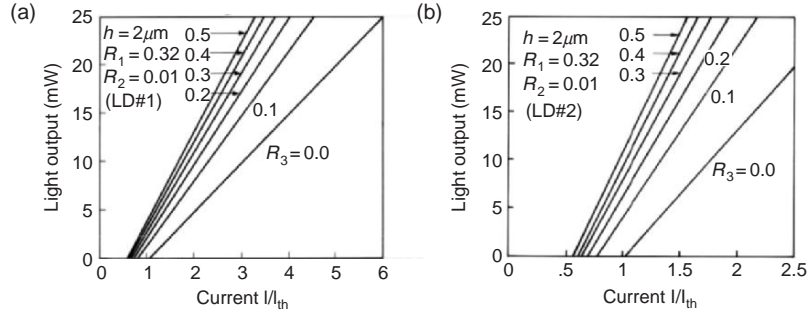 (a)
Light output (mW)
25
20
15
10
5
0
h = 2μm
R1 = 0.32
R2 = 0.01
(LD#1)
0.5
0.4
0.3
0.2
0.1
R3 = 0.0
0 1 2 3 4 5 6
Current I/Ith
(b)
Light output (mW)
25
20
15
10
5
0
h = 2μm
R1 = 0.32
R2 = 0.01
(LD#2)
0.5
0.4
0.3
0.2
0.1
R3 = 0.0
0 .5 1 1.5 2 2.5
Current I/Ith